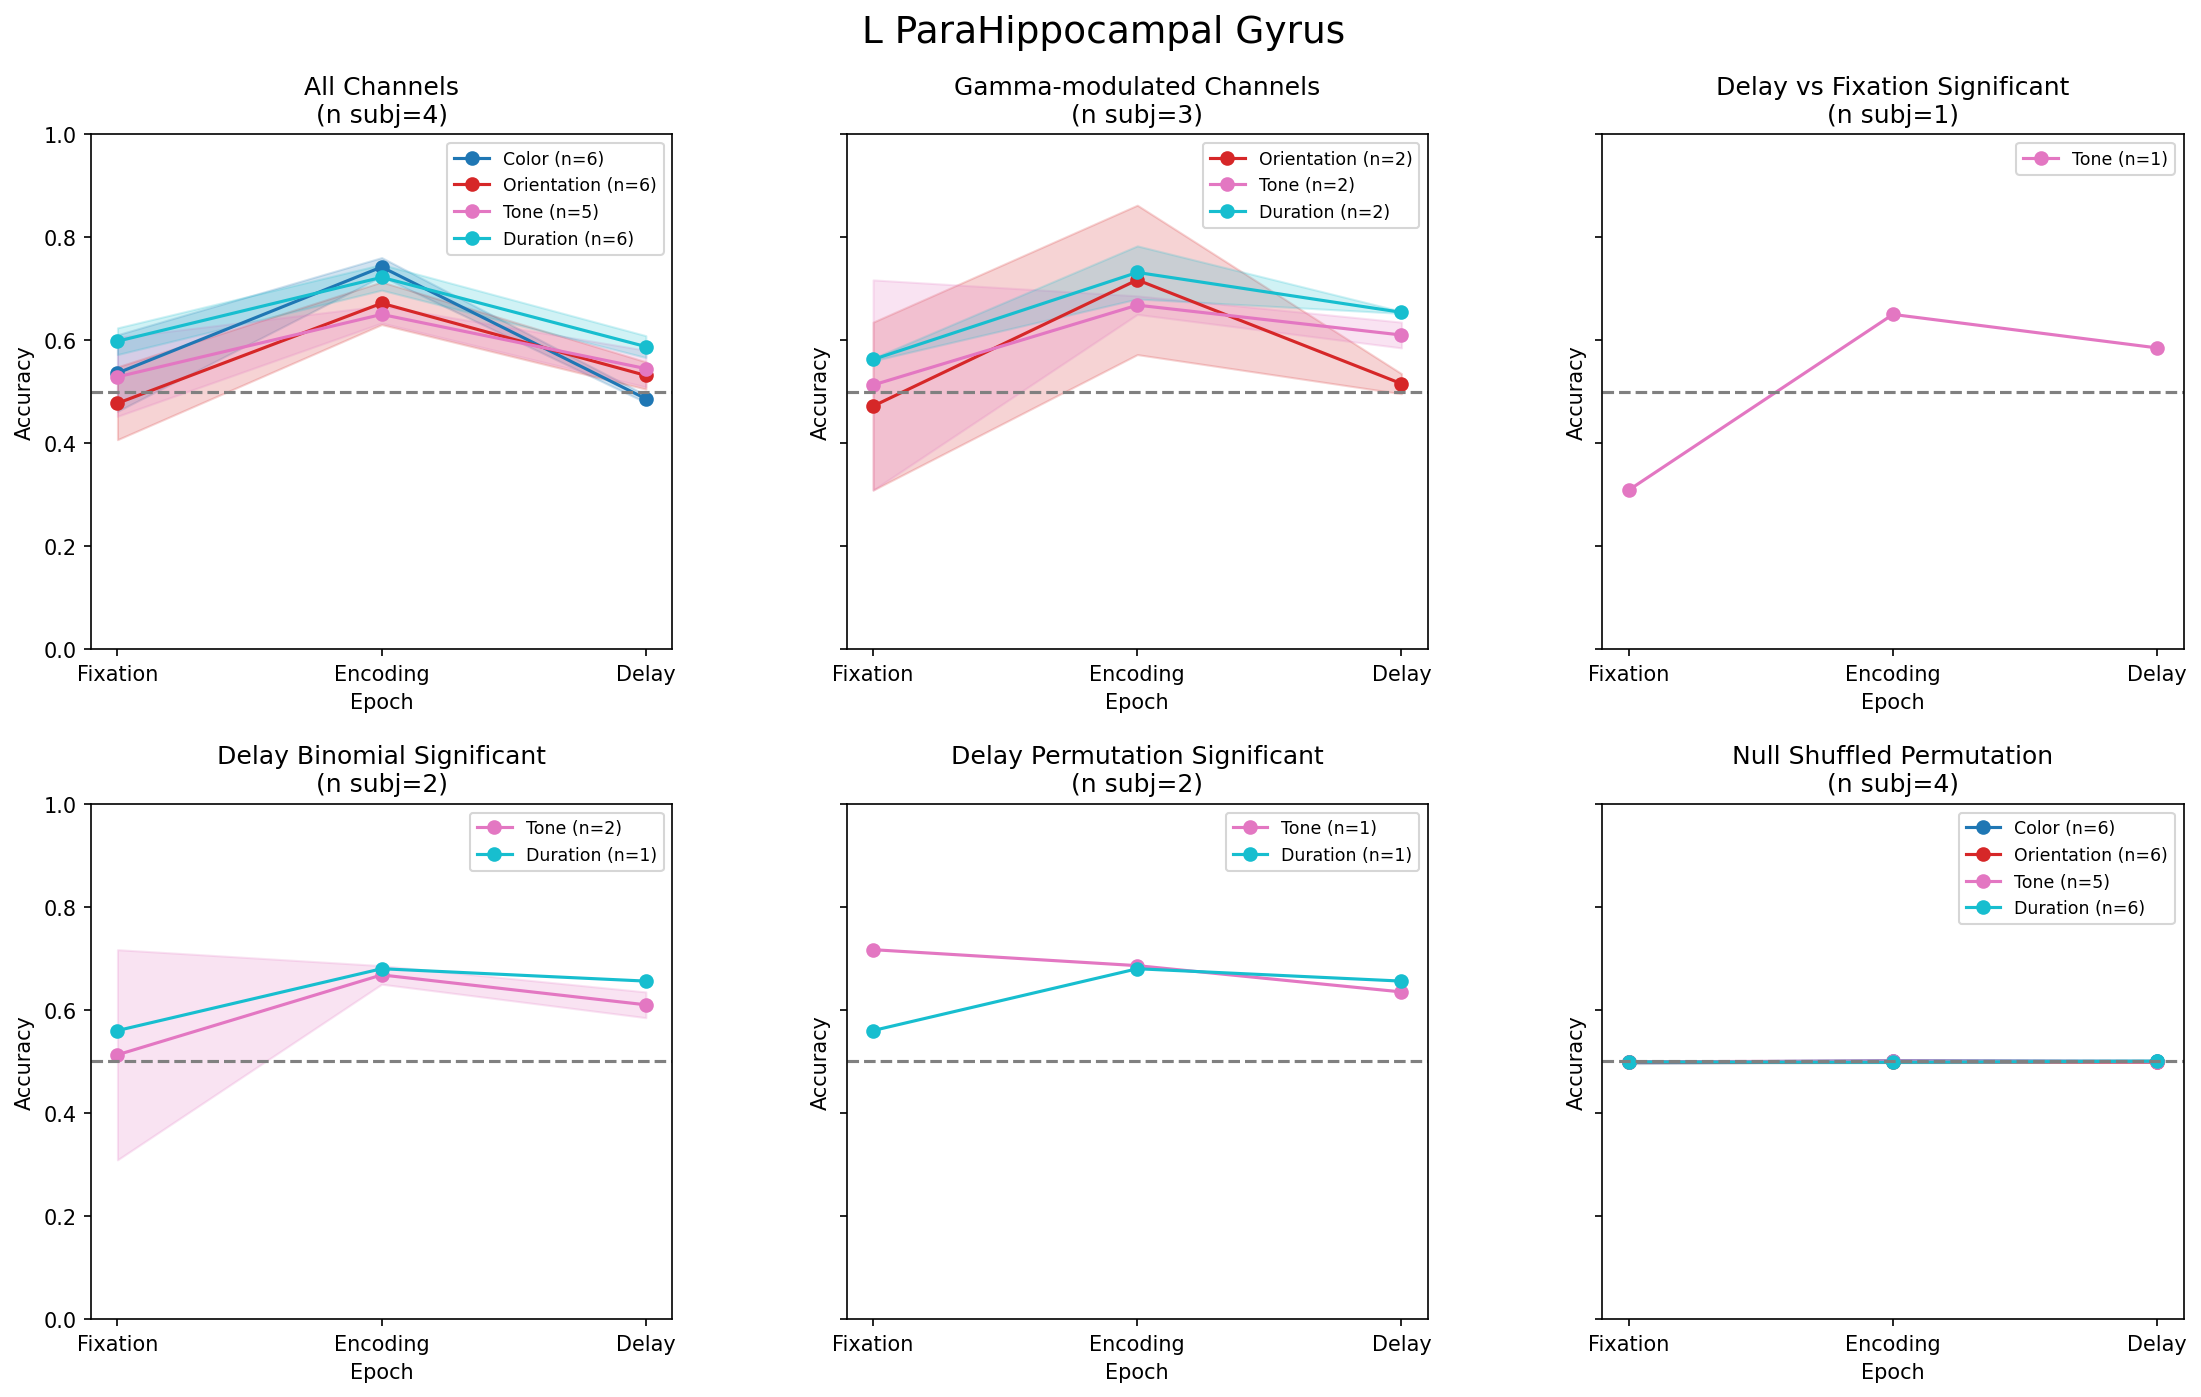 L ParaHippocampal Gyrus
All Channels
(n subj=4)
1.0
0.8
0.6
0.4
0.2
0.0
Accuracy
Color (n=6)
Orientation (n=6)
Tone (n=5)
Duration (n=6)
Fixation
Encoding
Delay
Epoch
Gamma-modulated Channels
(n subj=3)
Accuracy
Orientation (n=2)
Tone (n=2)
Duration (n=2)
Fixation
Encoding
Delay
Epoch
Delay vs Fixation Significant
(n subj=1)
Accuracy
Tone (n=1)
Fixation
Encoding
Delay
Epoch
Delay Binomial Significant
(n subj=2)
1.0
0.8
0.6
0.4
0.2
0.0
Accuracy
Tone (n=2)
Duration (n=1)
Fixation
Encoding
Delay
Epoch
Delay Permutation Significant
(n subj=2)
Accuracy
Tone (n=1)
Duration (n=1)
Fixation
Encoding
Delay
Epoch
Null Shuffled Permutation
(n subj=4)
Accuracy
Color (n=6)
Orientation (n=6)
Tone (n=5)
Duration (n=6)
Fixation
Encoding
Delay
Epoch